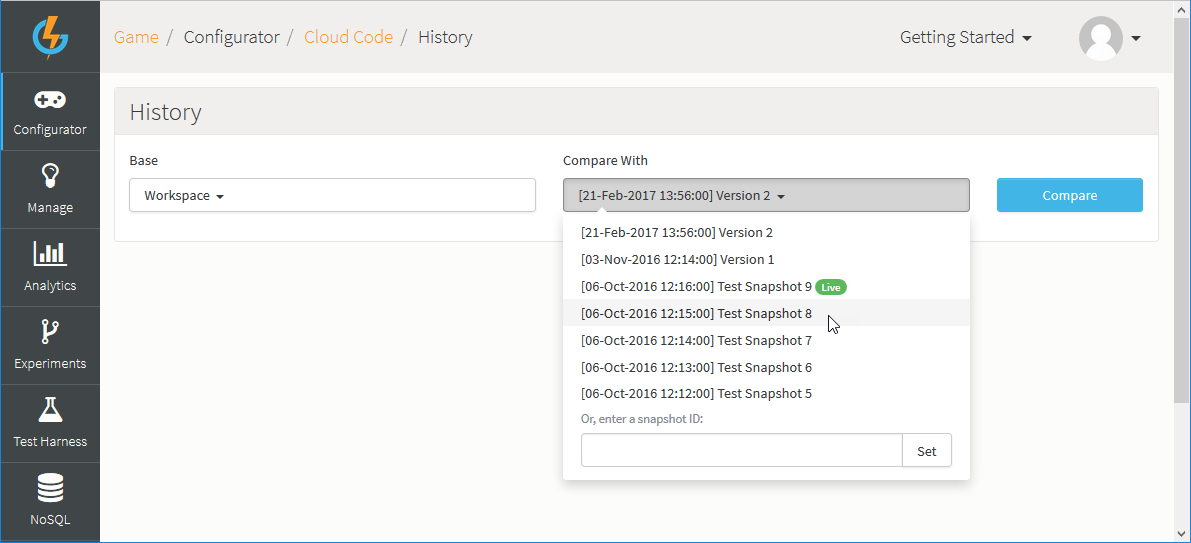 Game / Configurator / Cloud Code / History
Getting Started
Configurator
Manage
Analytics
Experiments
Test Harness
NoSQL
History
Base
Compare With
Workspace
[21-Feb-2017 13:56:00] Version 2
Compare
[21-Feb-2017 13:56:00] Version 2
[03-Nov-2016 12:14:00] Version 1
[06-Oct-2016 12:16:00] Test Snapshot 9 Live
[06-Oct-2016 12:15:00] Test Snapshot 8
[06-Oct-2016 12:14:00] Test Snapshot 7
[06-Oct-2016 12:13:00] Test Snapshot 6
[06-Oct-2016 12:12:00] Test Snapshot 5
Or, enter a snapshot ID:
Set